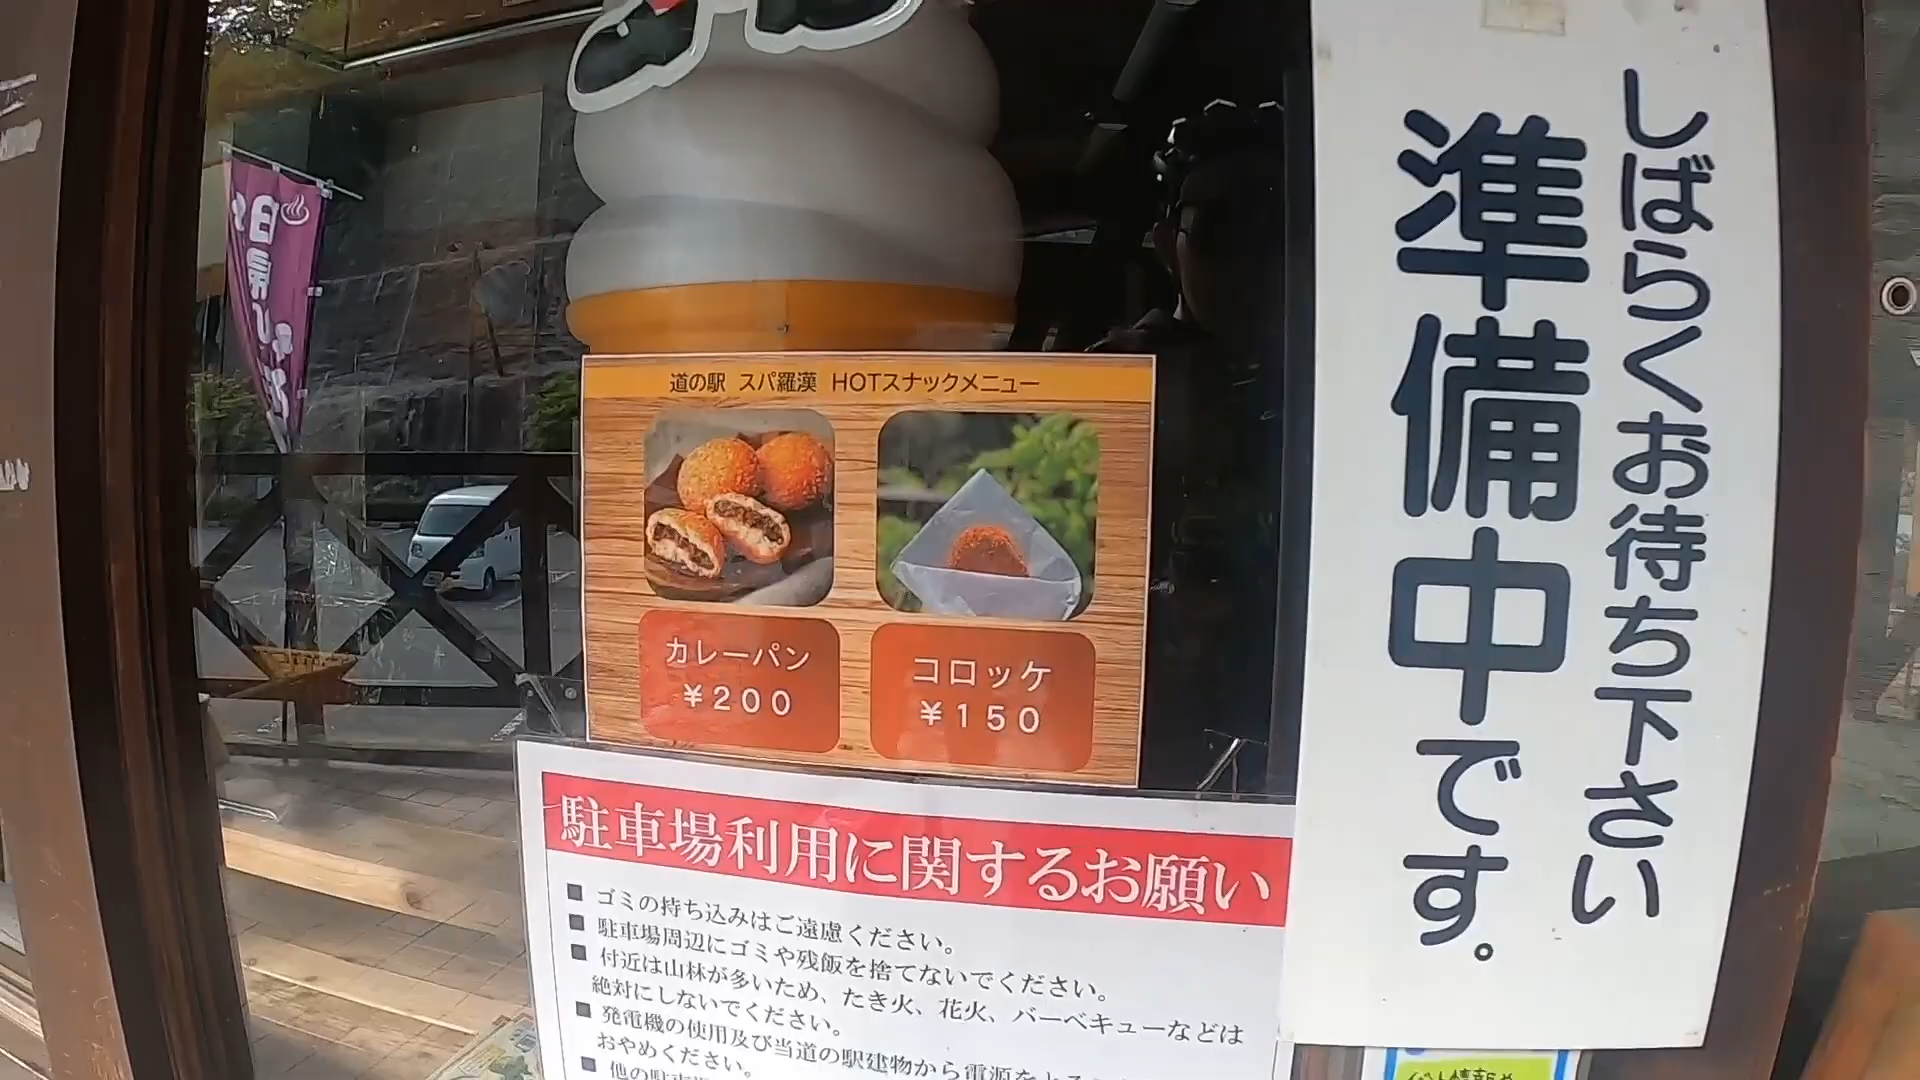 道の駅 スパ羅漢 HOTスナックメニュー
カレーパン
¥200
コロッケ
¥150
しばらくお待ち下さい
準備中です。
駐車場利用に関するお願い
■ ゴミの持ち込みはご遠慮ください。
■ 駐車場周辺にゴミや残飯を捨てないでください。
■ 付近は山林が多いため、たき火、花火、バーベキューなどは
絶対にしないでください。
■ 発電機の使用及び当道の駅建物から電源を
おやめください。
■ 他の駐車
日帰り